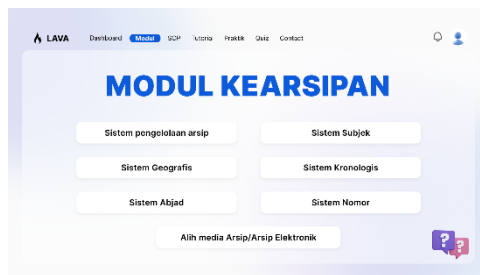 LAVA Dashboard Modul SOP Tutorial Praktik Quiz Contact
MODUL KEARSIPAN
Sistem pengelolaan arsip Sistem Subjek
Sistem Geografis Sistem Kronologis
Sistem Abjad Sistem Nomor
Alih media Arsip/Arsip Elektronik
? ?